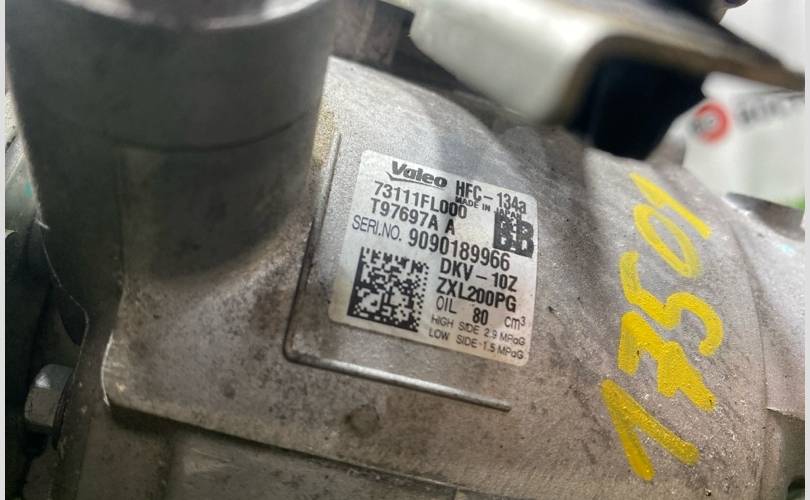 Valeo HFC-134a
MADE IN JAPAN
73111FL000
T97697A A
BB
SERI.NO. 9090189966
DKV-10Z
ZXL200PG
OIL 80 cm³
HIGH SIDE 2.9 MPaG
LOW SIDE 1.5 MPaG
17501